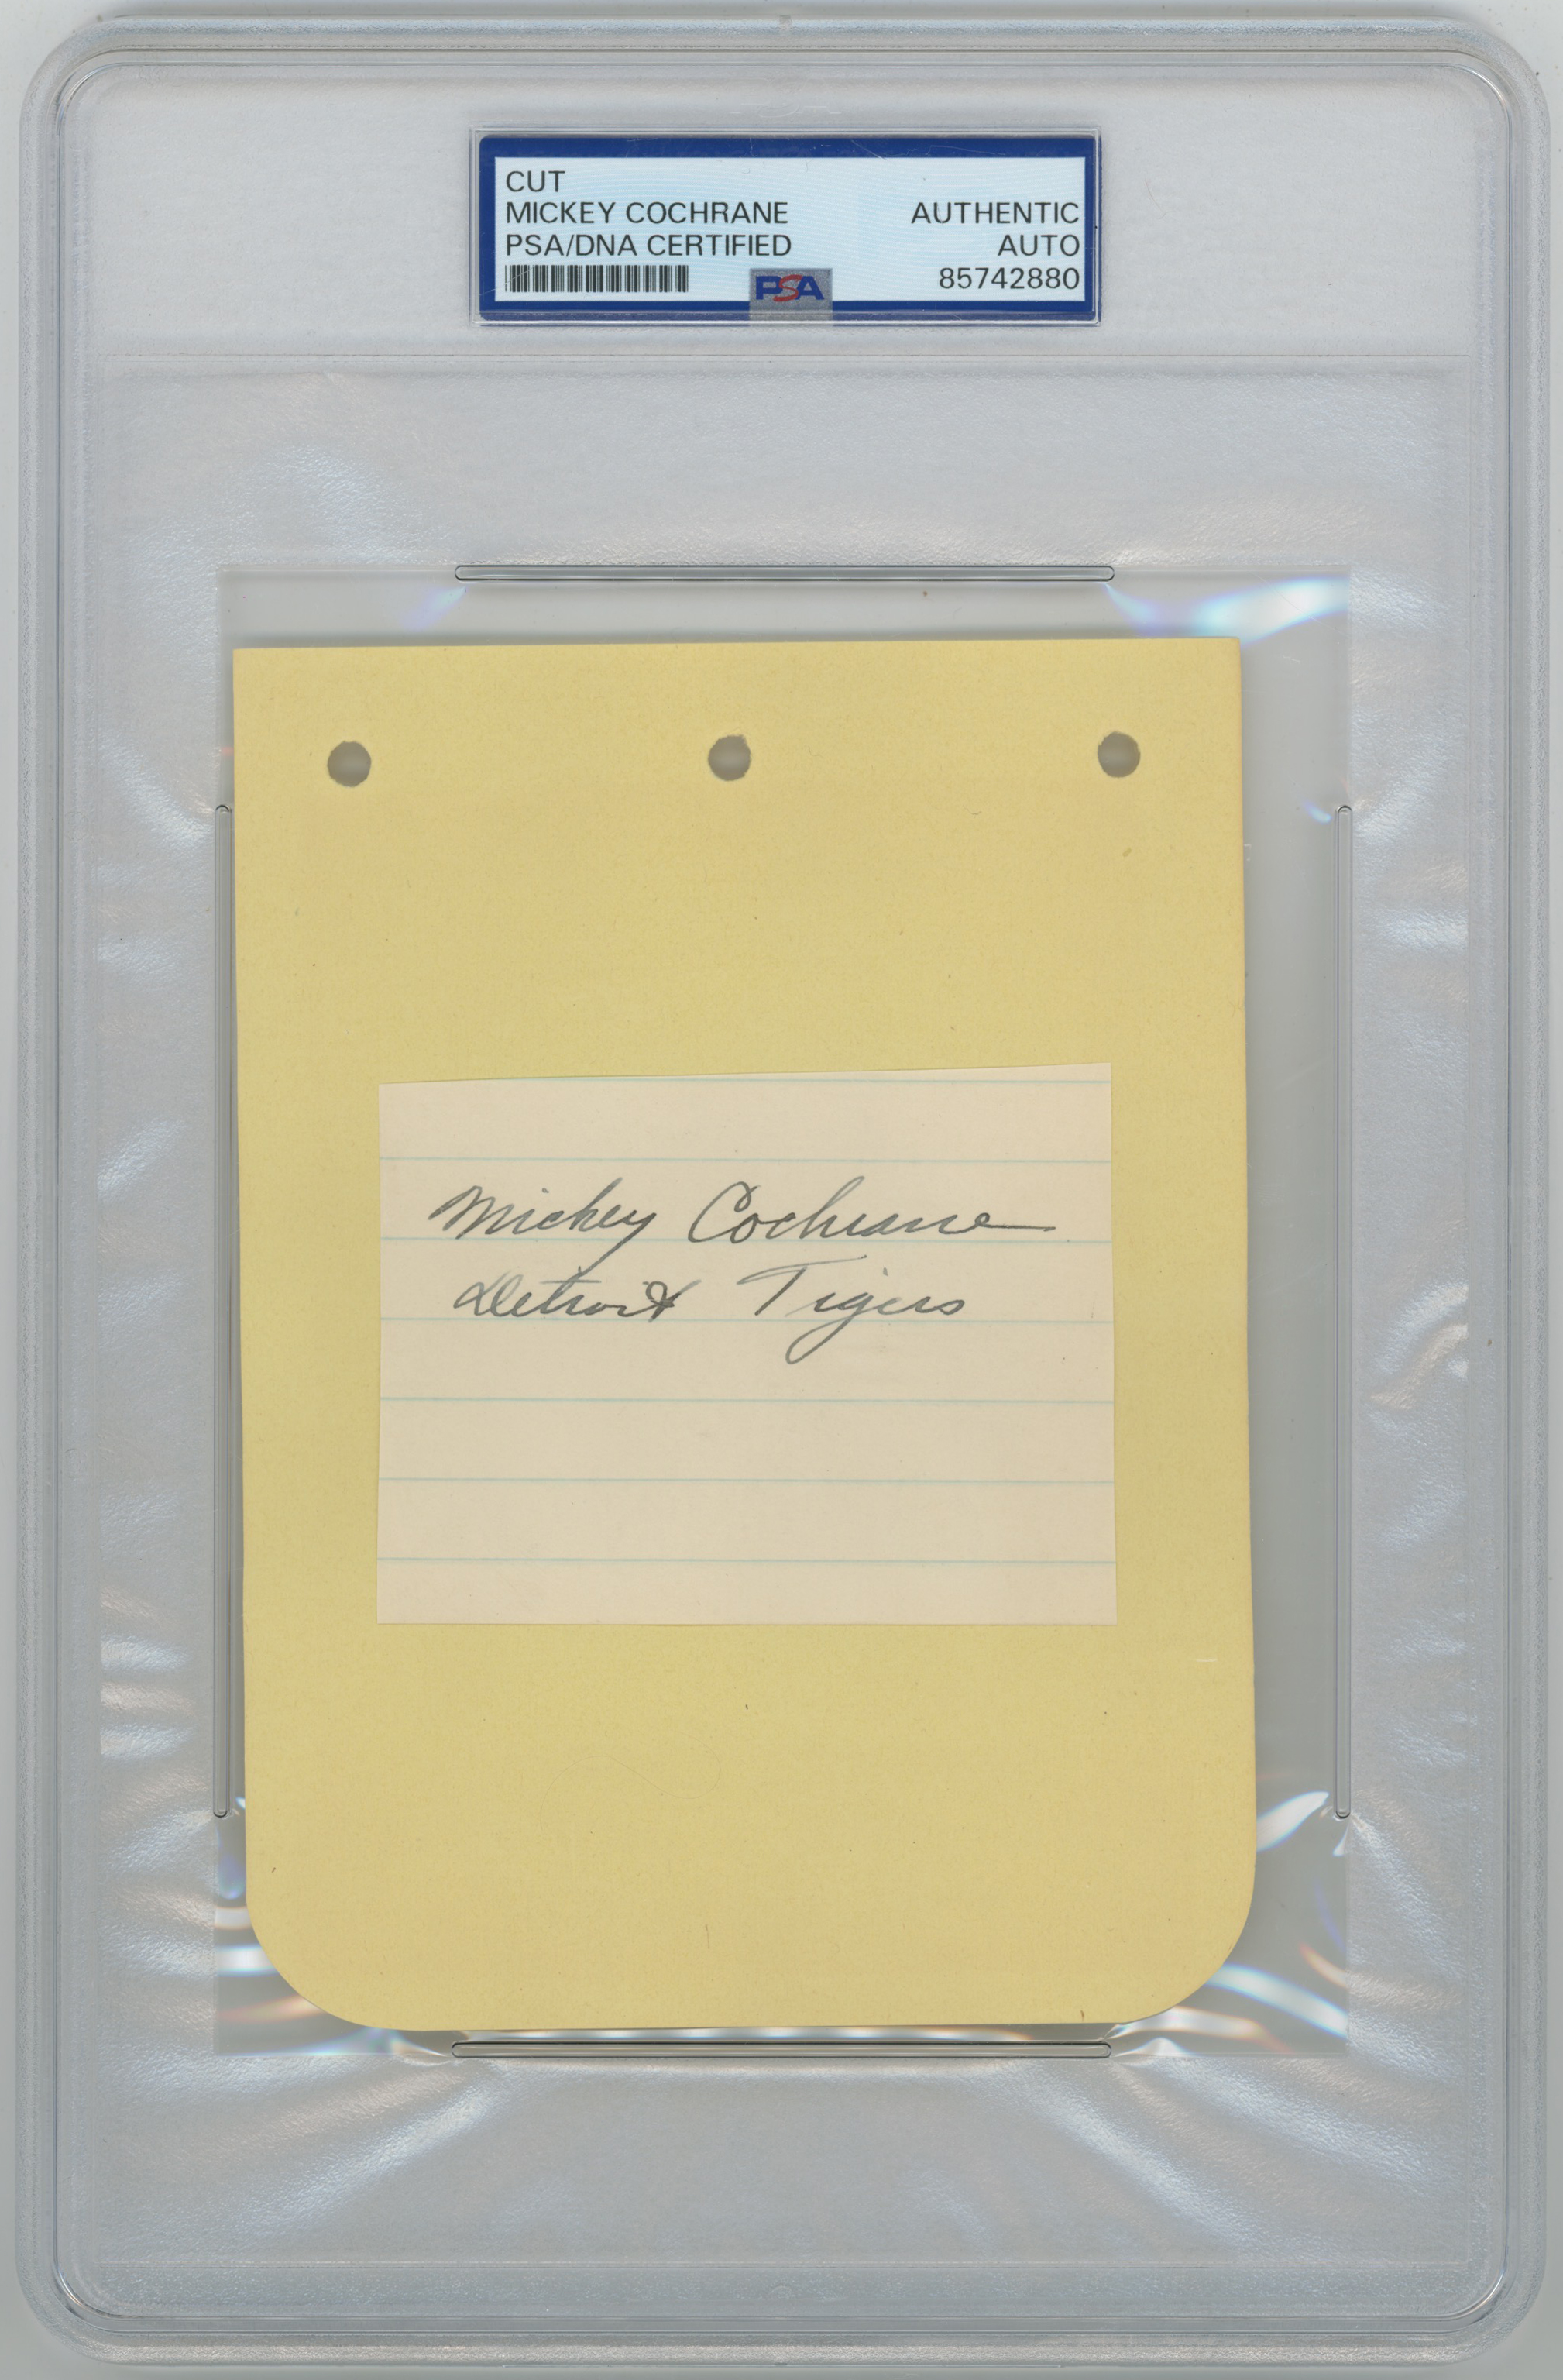 CUT
MICKEY COCHRANE
PSA/DNA CERTIFIED
AUTHENTIC
AUTO
85742880
PSA
Mickey Cochrane
Detroit Tigers